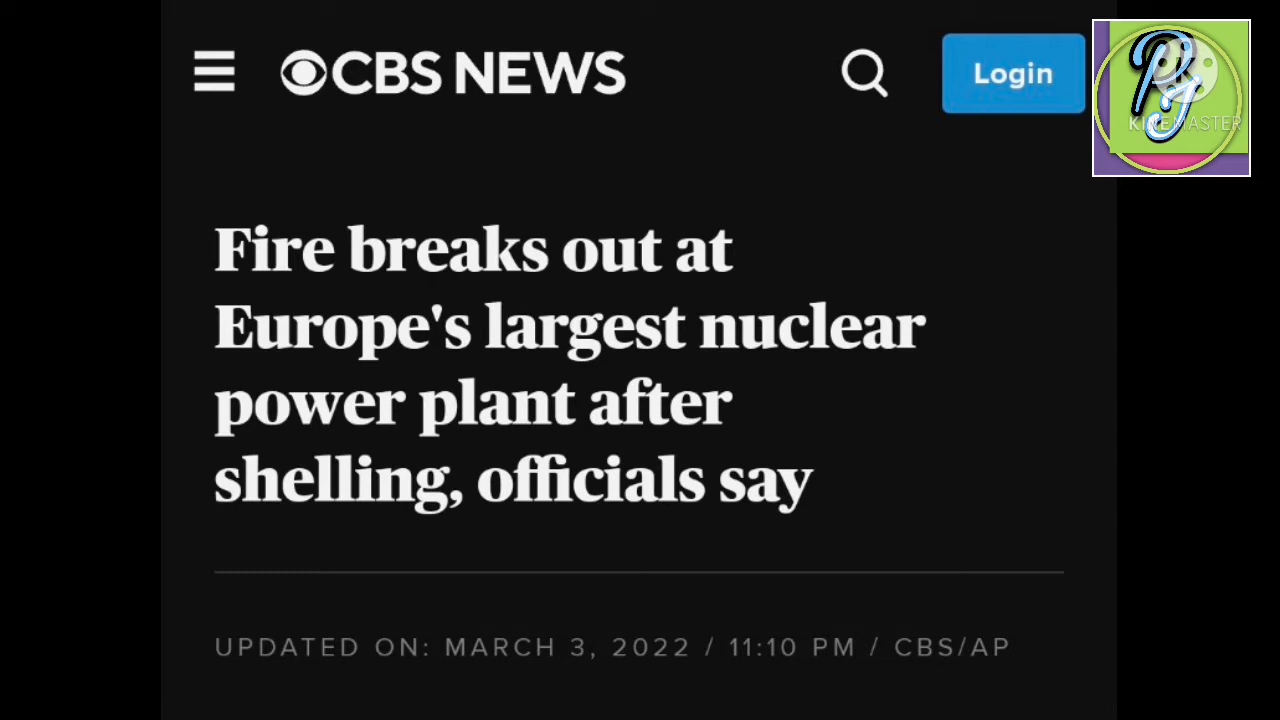 CBS NEWS
Login
KINEMASTER
Fire breaks out at
Europe's largest nuclear
power plant after
shelling, officials say
UPDATED ON: MARCH 3, 2022 / 11:10 PM / CBS/AP